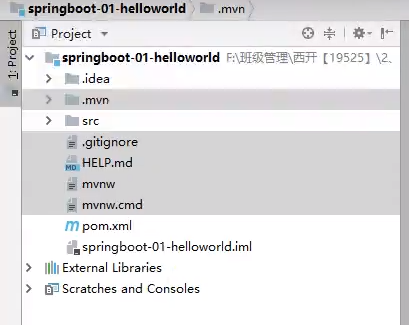 springboot-01-helloworld .mvn
1: Project
Project
springboot-01-helloworld F:\班级管理\西开【19525】\2、
.idea
.mvn
src
.gitignore
HELP.md
mvnw
mvnw.cmd
pom.xml
springboot-01-helloworld.iml
External Libraries
Scratches and Consoles